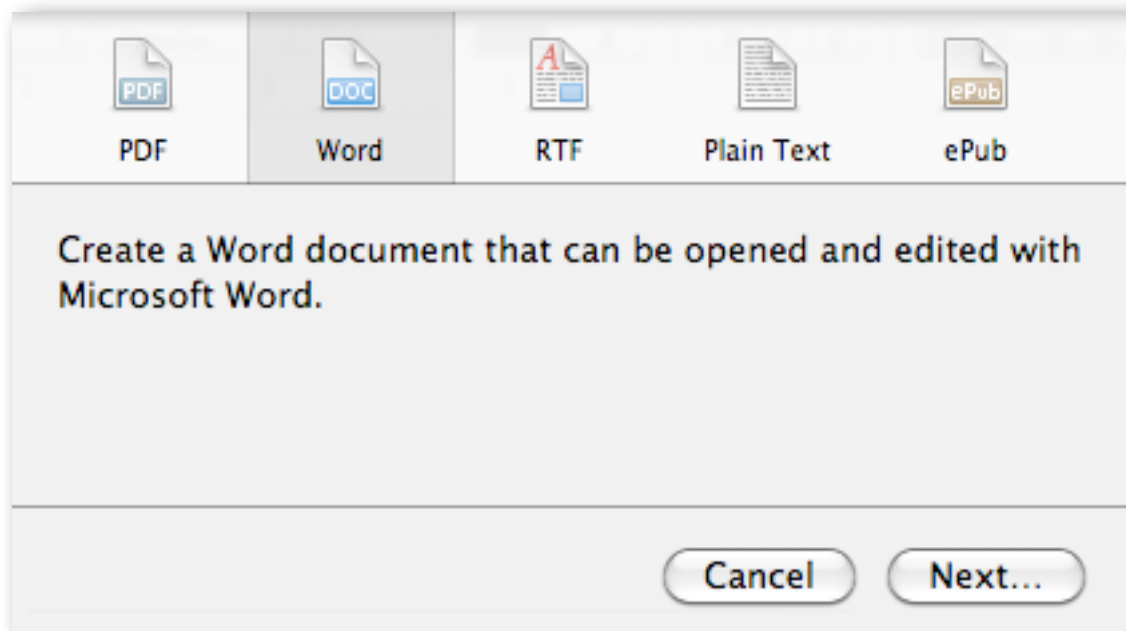 PDF
DOC
A
ePub
PDF
Word
RTF
Plain Text
ePub
Create a Word document that can be opened and edited with
Microsoft Word.
Cancel
Next...